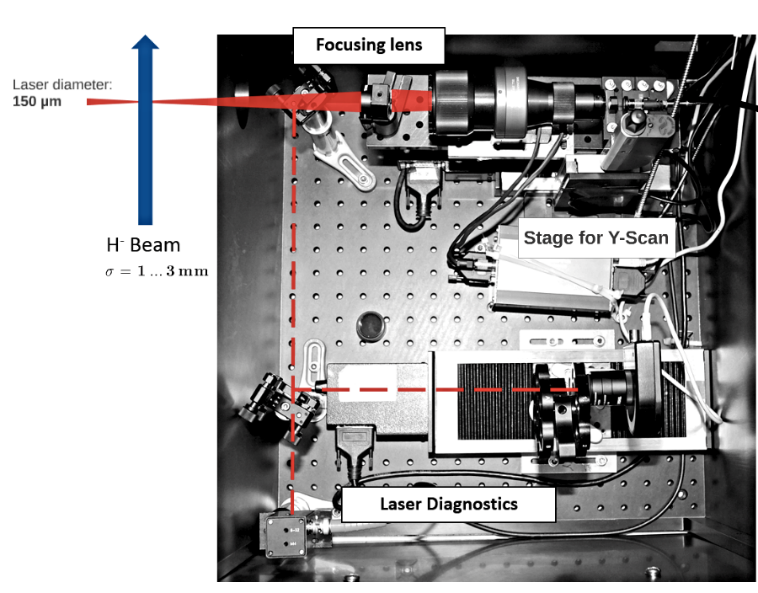 Focusing lens
Laser diameter:
150 µm
H⁻ Beam
σ = 1 … 3 mm
Stage for Y-Scan
Laser Diagnostics